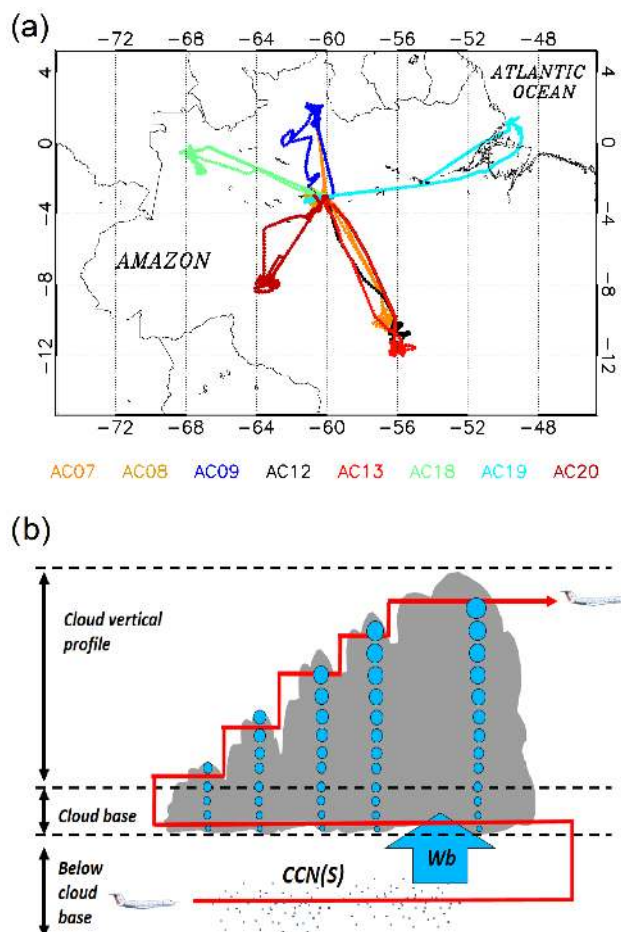 (a)
−72 −68 −64 −60 −56 −52 −48
4 ATLANTIC 4
OCEAN
0 0
−4 −4
AMAZON
−8 −8
−12 −12
−72 −68 −64 −60 −56 −52 −48
AC07 AC08 AC09 AC12 AC13 AC18 AC19 AC20
(b)
Cloud vertical
profile
Cloud base
Wb
Below
cloud
base
CCN(S)